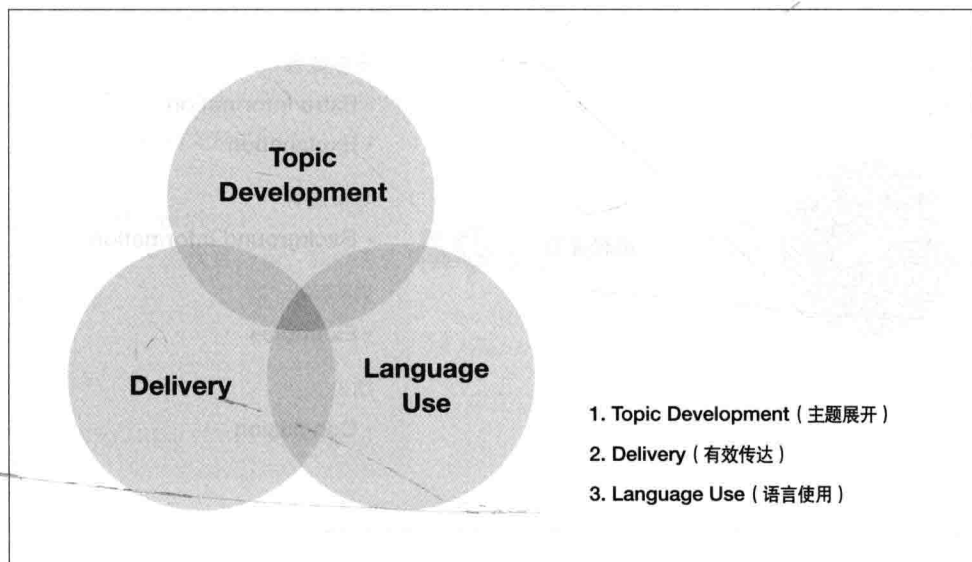 Topic
Development
Delivery
Language
Use
1. Topic Development（主题展开）
2. Delivery（有效传达）
3. Language Use（语言使用）